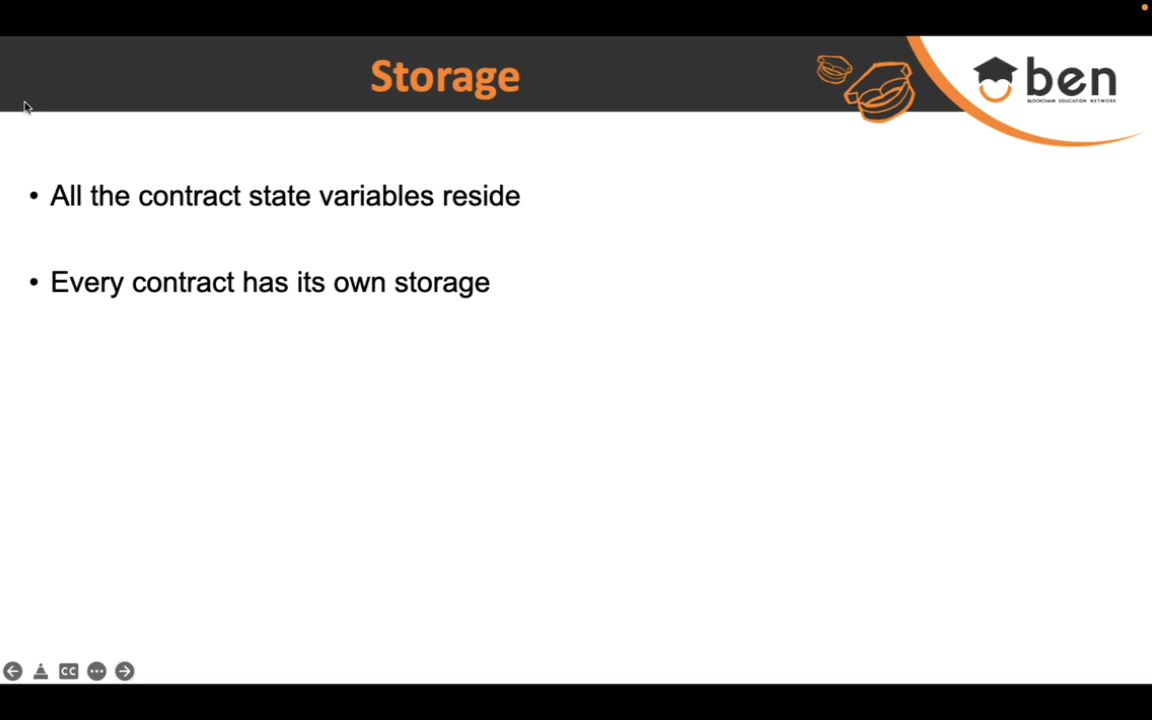 Storage
ben
BLOCKCHAIN EDUCATION NETWORK
• All the contract state variables reside
• Every contract has its own storage
CC